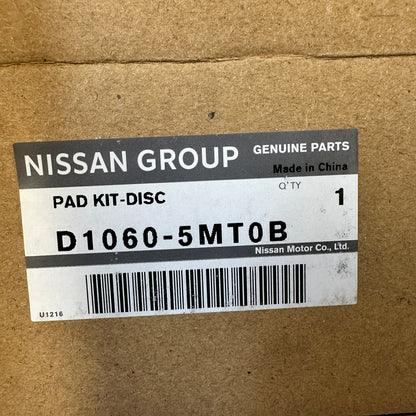 NISSAN GROUP GENUINE PARTS
Made in China
PAD KIT-DISC Q'TY 1
D1060-5MT0B
Nissan Motor Co., Ltd.
U1216